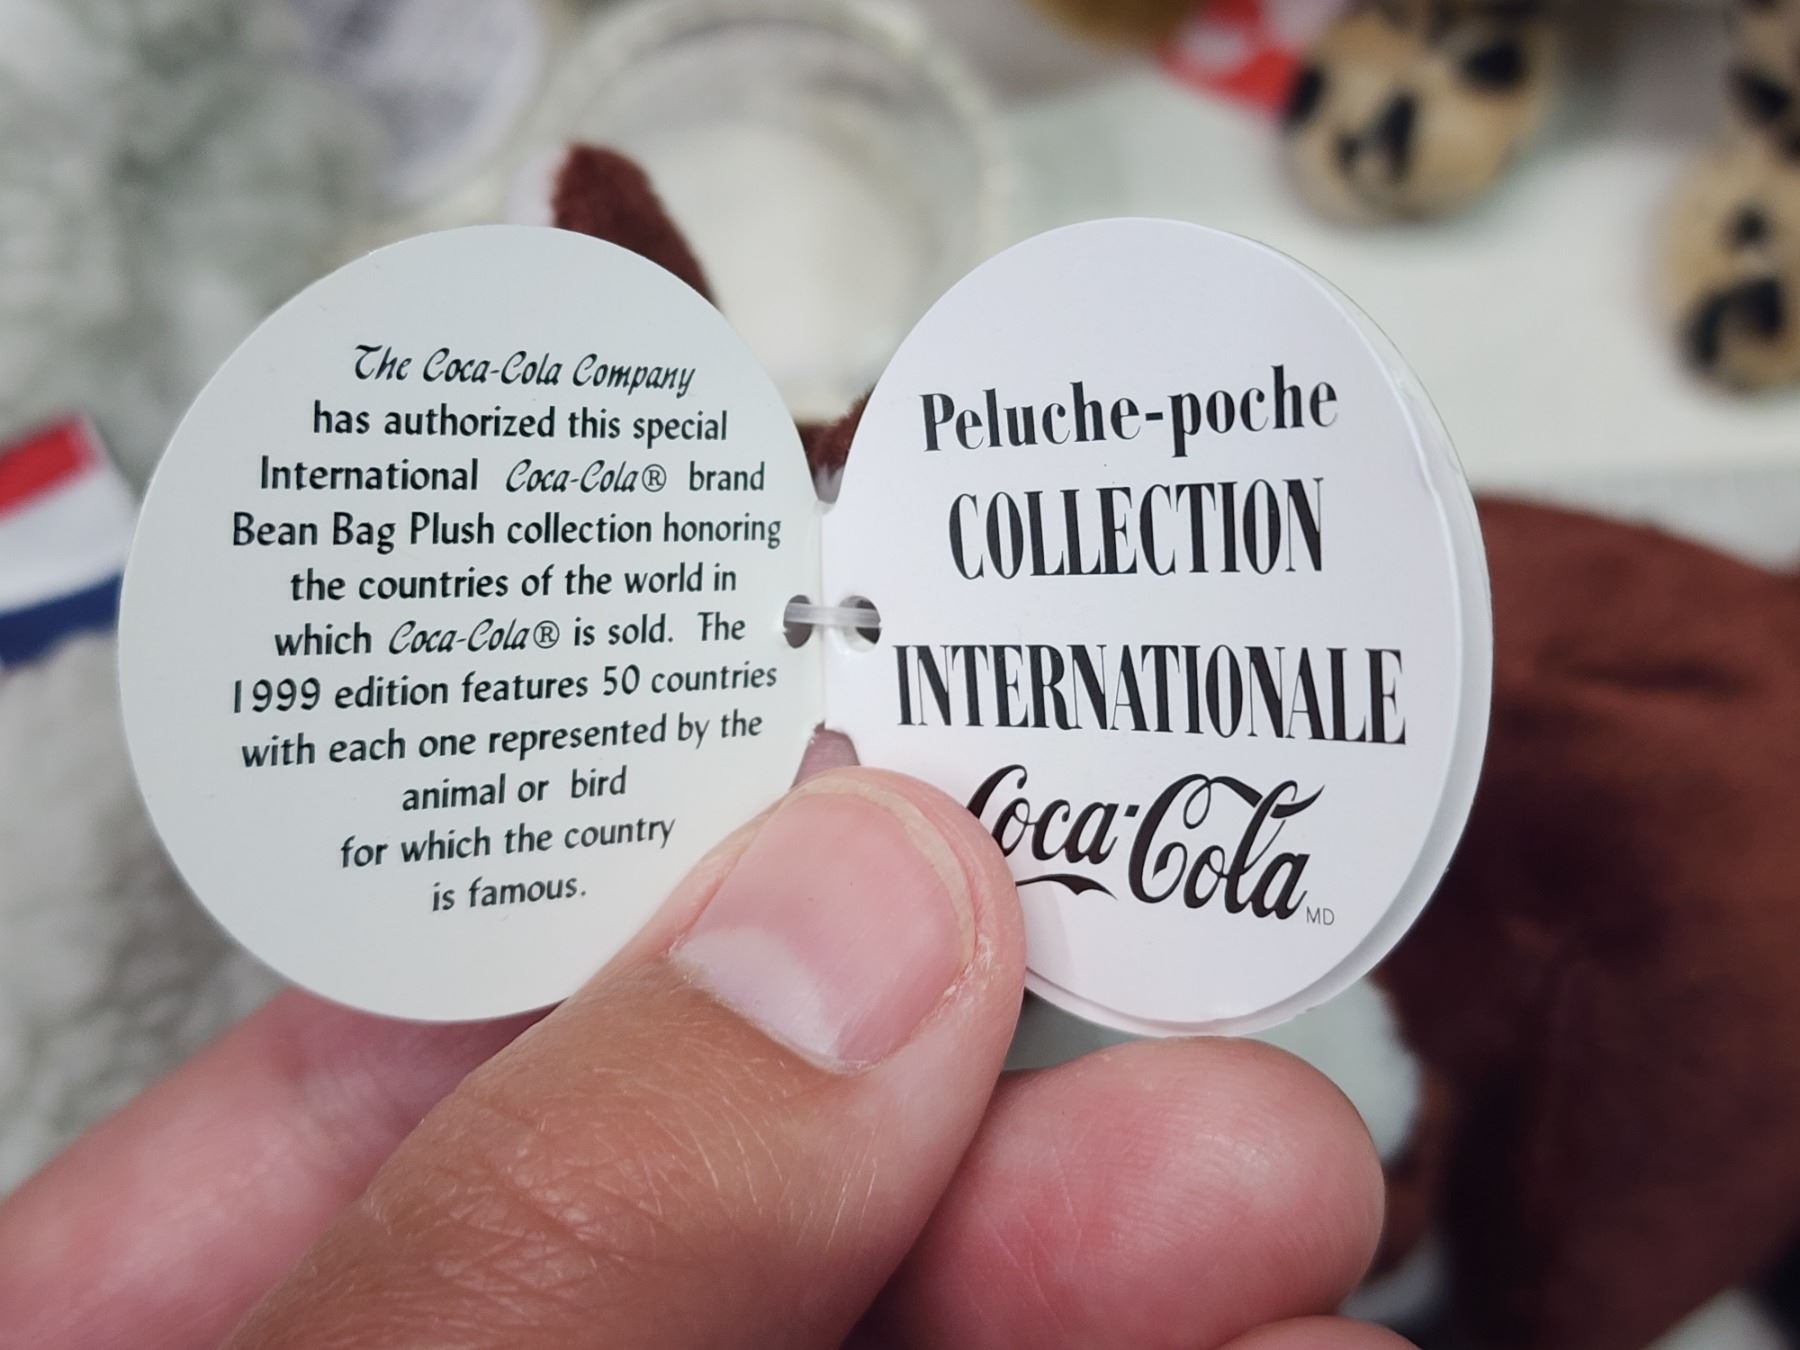 The Coca-Cola Company
has authorized this special
International Coca-Cola® brand
Bean Bag Plush collection honoring
the countries of the world in
which Coca-Cola® is sold. The
1999 edition features 50 countries
with each one represented by the
animal or bird
for which the country
is famous.
Peluche-poche
COLLECTION
INTERNATIONALE
Coca-Cola MD